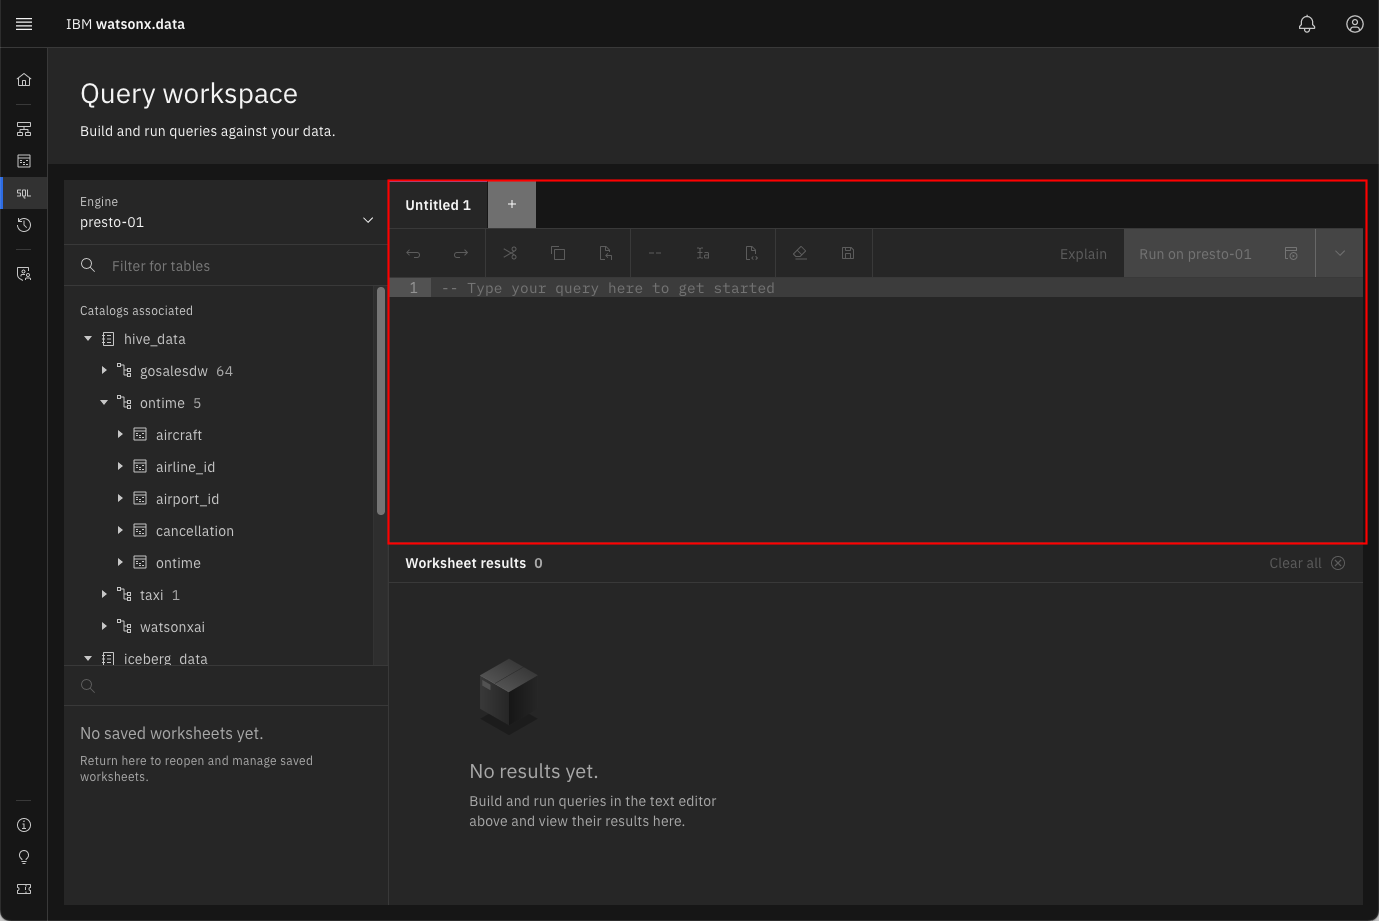 IBM watsonx.data
Query workspace
Build and run queries against your data.
SQL
Engine
presto-01
Filter for tables
Catalogs associated
hive_data
gosalesdw 64
ontime 5
aircraft
airline_id
airport_id
cancellation
ontime
taxi 1
watsonxai
iceberg_data
No saved worksheets yet.
Return here to reopen and manage saved
worksheets.
Untitled 1
+
Explain
Run on presto-01
1 -- Type your query here to get started
Worksheet results 0
Clear all
No results yet.
Build and run queries in the text editor
above and view their results here.